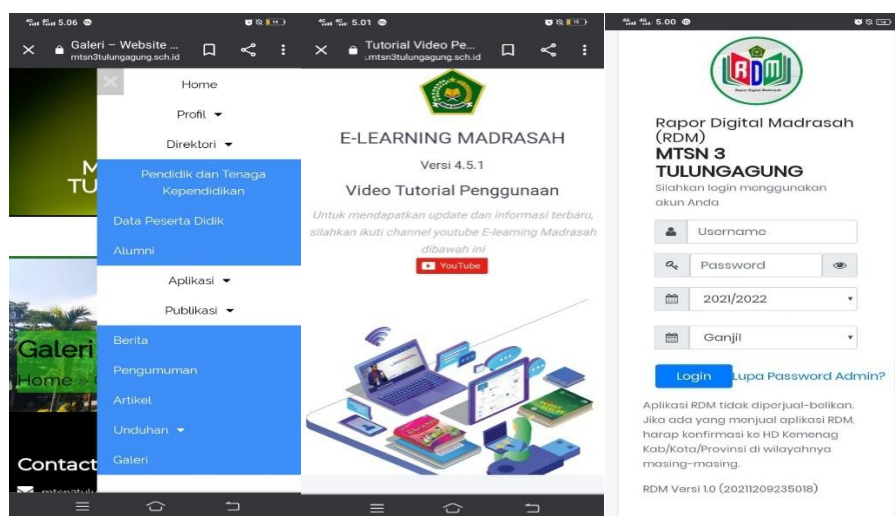 5.06
Galeri – Website ...
mtsn3tulungagung.sch.id
Home
Profil
Direktori
Pendidik dan Tenaga
Kependidikan
Data Peserta Didik
Alumni
Aplikasi
Publikasi
Berita
Pengumuman
Artikel
Unduhan
Galeri
M
TU
Galeri
Home »
Contact
5.01
Tutorial Video Pe...
.mtsn3tulungagung.sch.id
E-LEARNING MADRASAH
Versi 4.5.1
Video Tutorial Penggunaan
Untuk mendapatkan update dan informasi terbaru,
silahkan ikuti channel youtube E-learning Madrasah
dibawah ini
YouTube
5.00
RDM
Rapor Digital Madrasah
Rapor Digital Madrasah
(RDM)
MTSN 3
TULUNGAGUNG
Silahkan login menggunakan
akun Anda
Username
Password
2021/2022
Ganjil
Login
Lupa Password Admin?
Aplikasi RDM tidak diperjual-belikan.
Jika ada yang menjual aplikasi RDM,
harap konfirmasi ke HD Kemenag
Kab/Kota/Provinsi di wilayahnya
masing-masing.
RDM Versi 1.0 (20211209235018)